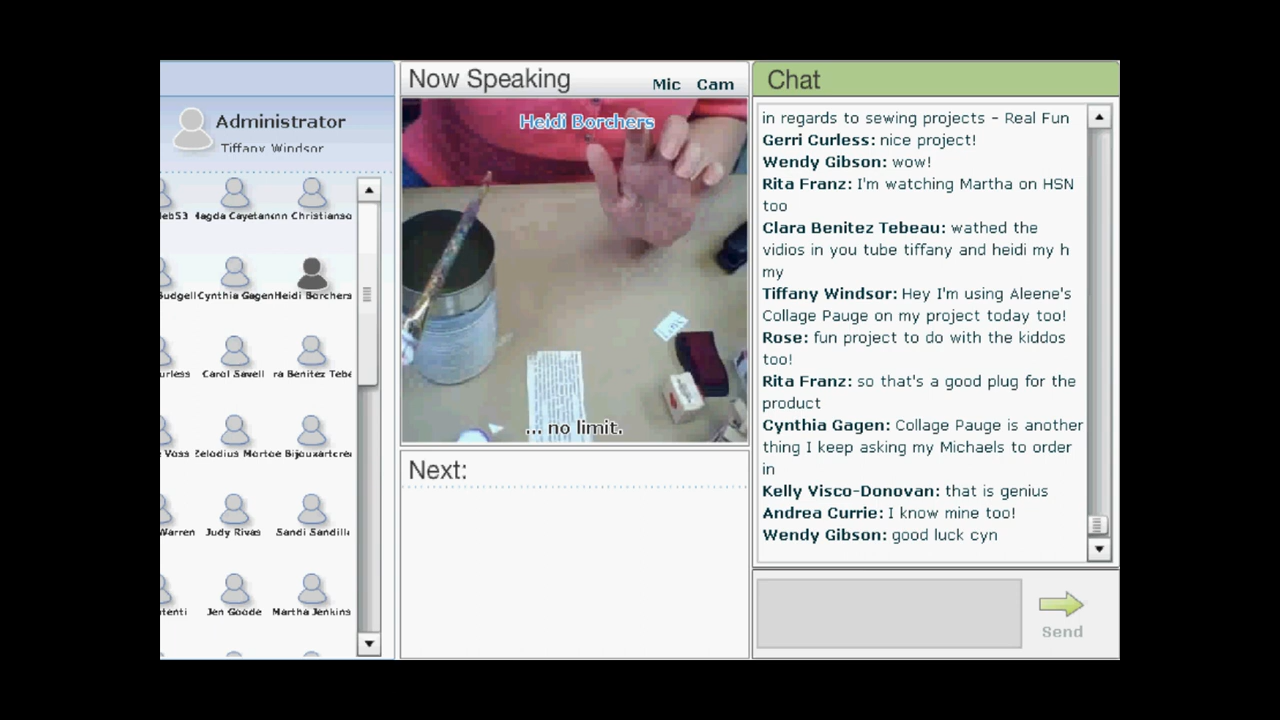 Administrator
Tiffany Windsor
Magda Cayetano
Christianso
Cynthia Gagen
Heidi Borchers
Carol Savell
ra Benitez Tebe
Voss
Warren
Judy Rivas
Sandi Sandill
Jen Goode
Martha Jenkins
Now Speaking
Mic Cam
Heidi Borchers
... no limit.
Next:
Chat
in regards to sewing projects - Real Fun
Gerri Curless: nice project!
Wendy Gibson: wow!
Rita Franz: I'm watching Martha on HSN
too
Clara Benitez Tebeau: wathed the
vidios in you tube tiffany and heidi my h
my
Tiffany Windsor: Hey I'm using Aleene's
Collage Pauge on my project today too!
Rose: fun project to do with the kiddos
too!
Rita Franz: so that's a good plug for the
product
Cynthia Gagen: Collage Pauge is another
thing I keep asking my Michaels to order
in
Kelly Visco-Donovan: that is genius
Andrea Currie: I know mine too!
Wendy Gibson: good luck cyn
Send